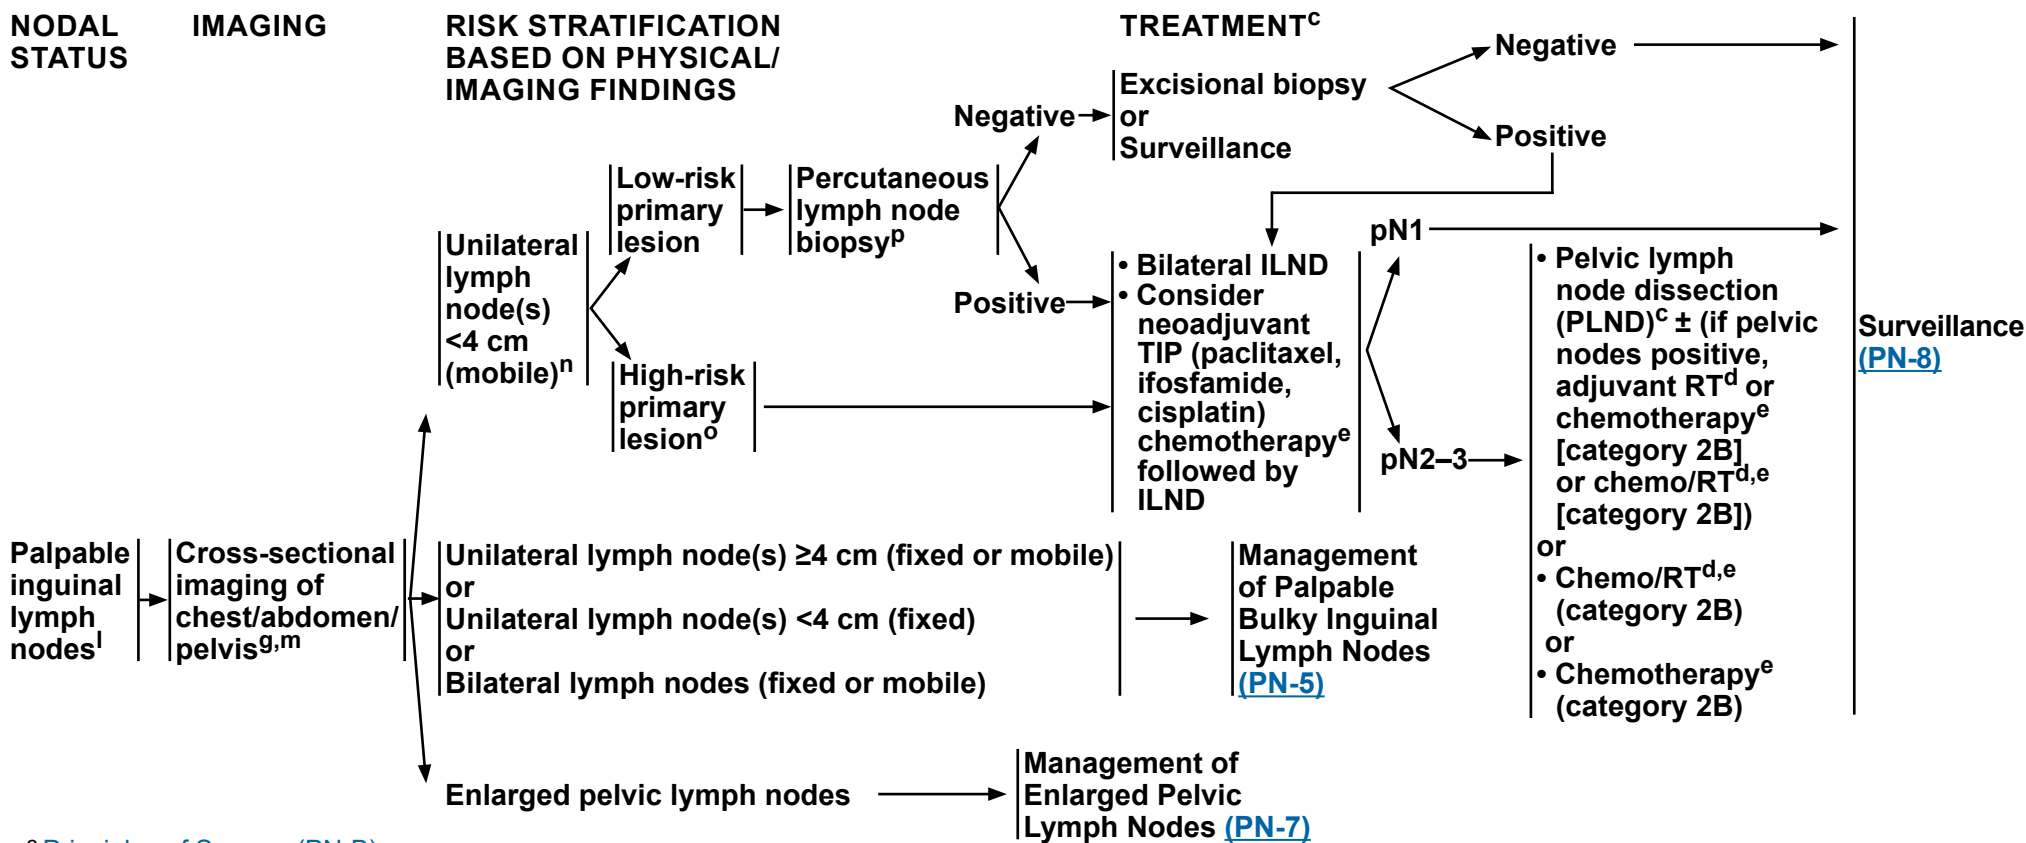 NODAL
STATUS
IMAGING
RISK STRATIFICATION
BASED ON PHYSICAL/
IMAGING FINDINGS
TREATMENTc
Negative
Excisional biopsy
or
Surveillance
Negative
Positive
Low-risk
primary
lesion
Percutaneous
lymph node
biopsyp
Unilateral
lymph
node(s)
<4 cm
(mobile)n
Positive
High-risk
primary
lesiono
• Bilateral ILND
• Consider
neoadjuvant
TIP (paclitaxel,
ifosfamide,
cisplatin)
chemotherapye
followed by
ILND
pN1
pN2–3
• Pelvic lymph
node dissection
(PLND)c ± (if pelvic
nodes positive,
adjuvant RTd or
chemotherapye
[category 2B]
or chemo/RTd,e
[category 2B])
or
• Chemo/RTd,e
(category 2B)
or
• Chemotherapye
(category 2B)
Surveillance
(PN-8)
Palpable
inguinal
lymph
nodesl
Cross-sectional
imaging of
chest/abdomen/
pelvisg,m
Unilateral lymph node(s) ≥4 cm (fixed or mobile)
or
Unilateral lymph node(s) <4 cm (fixed)
or
Bilateral lymph nodes (fixed or mobile)
Management
of Palpable
Bulky Inguinal
Lymph Nodes
(PN-5)
Enlarged pelvic lymph nodes
Management of
Enlarged Pelvic
Lymph Nodes (PN-7)